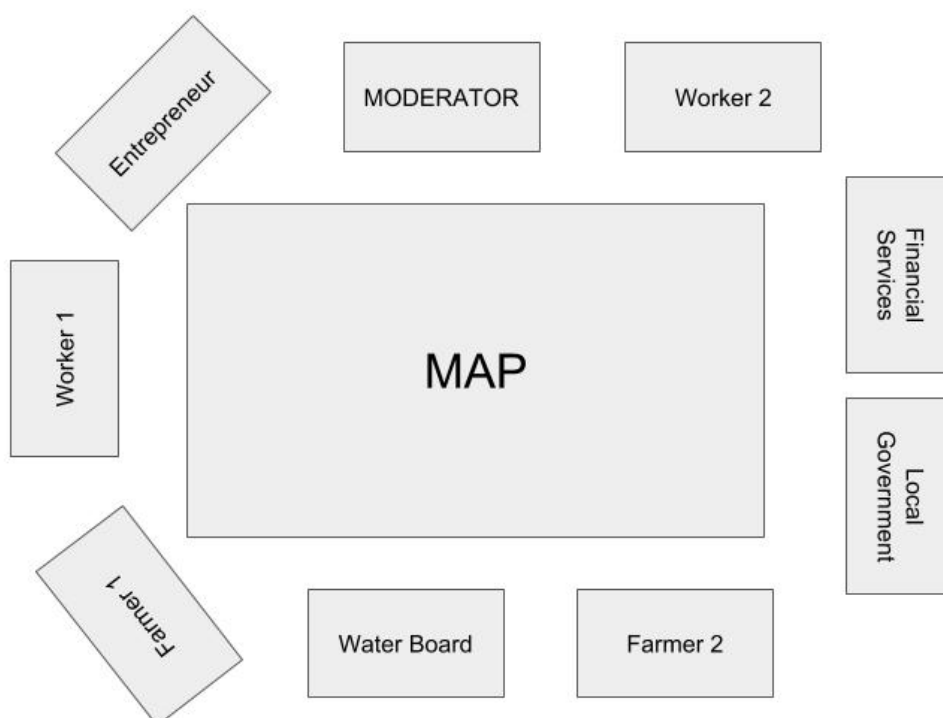 Entrepreneur
MODERATOR
Worker 2
Financial
Services
Worker 1
MAP
Local
Government
Farmer 1
Water Board
Farmer 2